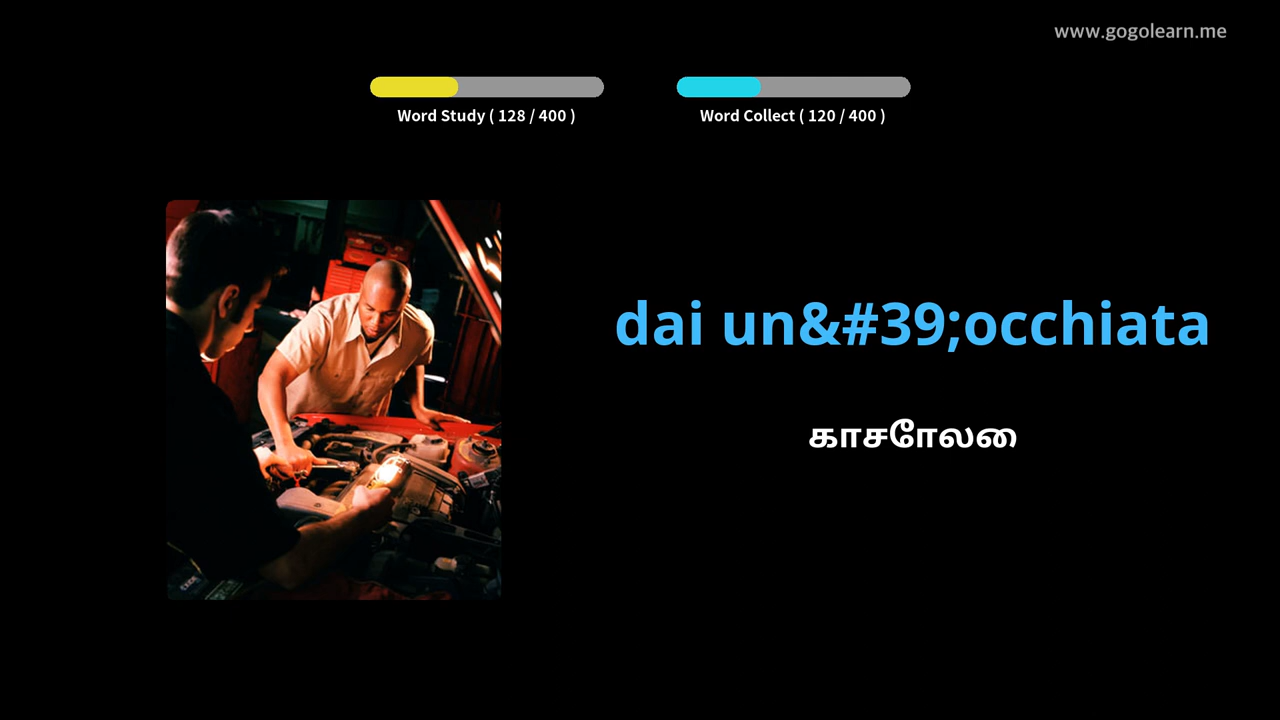 www.gogolearn.me
Word Study ( 128 / 400 )
Word Collect ( 120 / 400 )
dai un&#39;occhiata
காசோலை